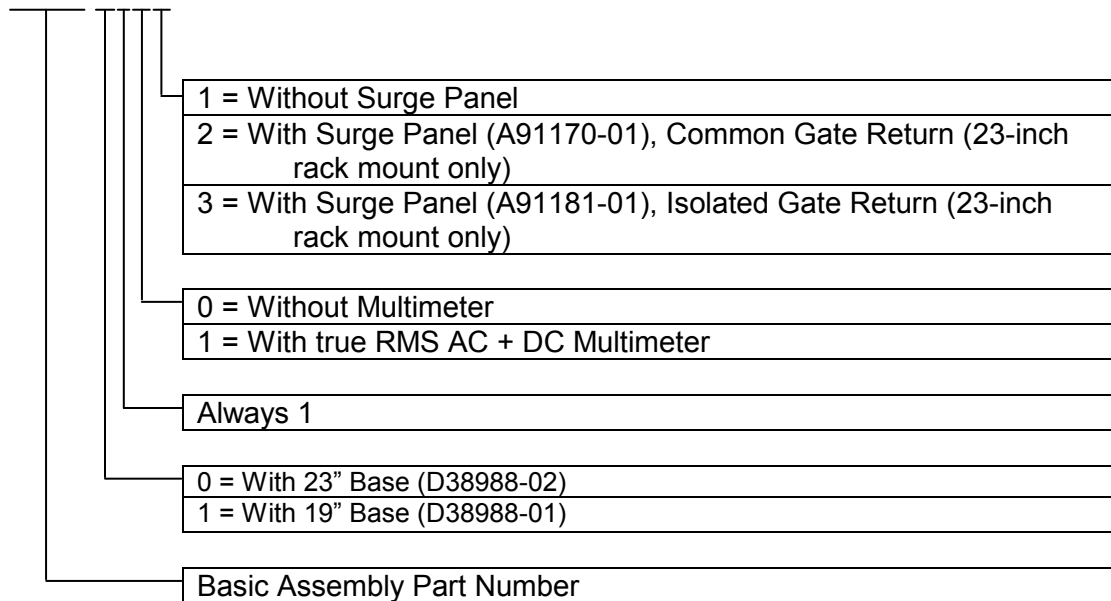 1 = Without Surge Panel
2 = With Surge Panel (A91170-01), Common Gate Return (23-inch
rack mount only)
3 = With Surge Panel (A91181-01), Isolated Gate Return (23-inch
rack mount only)
0 = Without Multimeter
1 = With true RMS AC + DC Multimeter
Always 1
0 = With 23” Base (D38988-02)
1 = With 19” Base (D38988-01)
Basic Assembly Part Number